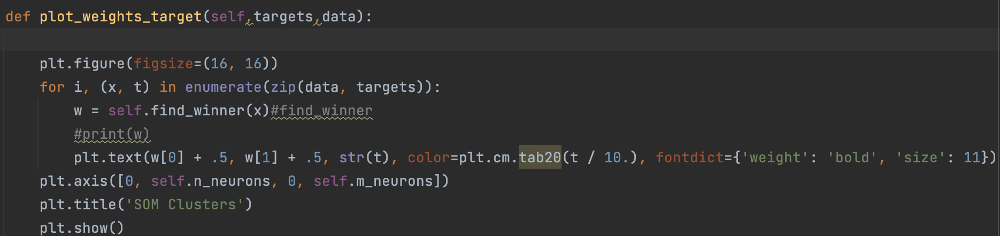 def plot_weights_target(self,targets,data):
plt.figure(figsize=(16, 16))
for i, (x, t) in enumerate(zip(data, targets)):
w = self.find_winner(x)#find_winner
#print(w)
plt.text(w[0] + .5, w[1] + .5, str(t), color=plt.cm.tab20(t / 10.), fontdict={'weight': 'bold', 'size': 11})
plt.axis([0, self.n_neurons, 0, self.m_neurons])
plt.title('SOM Clusters')
plt.show()